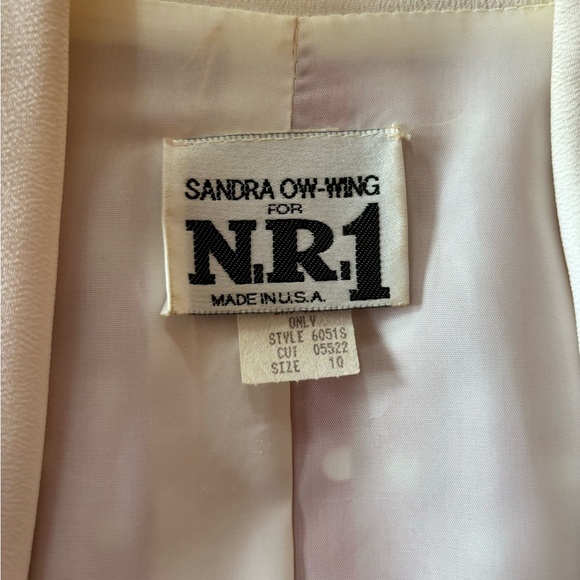 SANDRA OW-WING
FOR
N.R.1
MADE IN U.S.A.
ONLY
STYLE 6051S
CUT 05522
SIZE 10